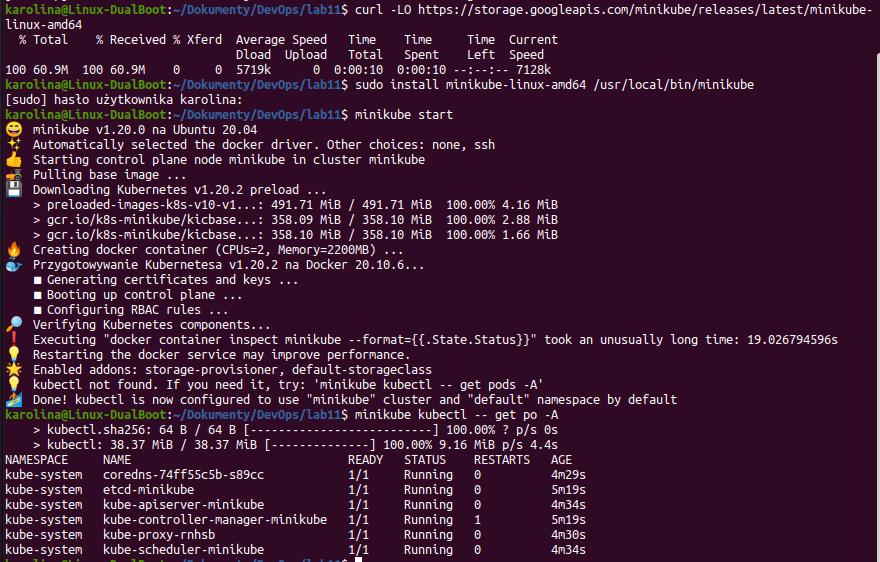 karolina@Linux-DualBoot:~/Dokumenty/DevOps/lab11$ curl -LO https://storage.googleapis.com/minikube/releases/latest/minikube-
linux-amd64
% Total % Received % Xferd Average Speed Time Time Time Current
Dload Upload Total Spent Left Speed
100 60.9M 100 60.9M 0 0 5719k 0 0:00:10 0:00:10 --:--:-- 7128k
karolina@Linux-DualBoot:~/Dokumenty/DevOps/lab11$ sudo install minikube-linux-amd64 /usr/local/bin/minikube
[sudo] hasło użytkownika karolina:
karolina@Linux-DualBoot:~/Dokumenty/DevOps/lab11$ minikube start
😄 minikube v1.20.0 na Ubuntu 20.04
✨ Automatically selected the docker driver. Other choices: none, ssh
👍 Starting control plane node minikube in cluster minikube
🚜 Pulling base image ...
💾 Downloading Kubernetes v1.20.2 preload ...
> preloaded-images-k8s-v10-v1...: 491.71 MiB / 491.71 MiB 100.00% 4.16 MiB
> gcr.io/k8s-minikube/kicbase...: 358.09 MiB / 358.10 MiB 100.00% 2.88 MiB
> gcr.io/k8s-minikube/kicbase...: 358.10 MiB / 358.10 MiB 100.00% 1.66 MiB
🔥 Creating docker container (CPUs=2, Memory=2200MB) ...
🐳 Przygotowywanie Kubernetesa v1.20.2 na Docker 20.10.6...
▪ Generating certificates and keys ...
▪ Booting up control plane ...
▪ Configuring RBAC rules ...
🔎 Verifying Kubernetes components...
❗ Executing "docker container inspect minikube --format={{.State.Status}}" took an unusually long time: 19.026794596s
💡 Restarting the docker service may improve performance.
🌟 Enabled addons: storage-provisioner, default-storageclass
💡 kubectl not found. If you need it, try: 'minikube kubectl -- get pods -A'
🏄 Done! kubectl is now configured to use "minikube" cluster and "default" namespace by default
karolina@Linux-DualBoot:~/Dokumenty/DevOps/lab11$ minikube kubectl -- get po -A
> kubectl.sha256: 64 B / 64 B [--------------------------] 100.00% ? p/s 0s
> kubectl: 38.37 MiB / 38.37 MiB [--------------] 100.00% 9.16 MiB p/s 4.4s
NAMESPACE NAME READY STATUS RESTARTS AGE
kube-system coredns-74ff55c5b-s89cc 1/1 Running 0 4m29s
kube-system etcd-minikube 1/1 Running 0 5m19s
kube-system kube-apiserver-minikube 1/1 Running 0 4m34s
kube-system kube-controller-manager-minikube 1/1 Running 1 5m19s
kube-system kube-proxy-rnhsb 1/1 Running 0 4m30s
kube-system kube-scheduler-minikube 1/1 Running 0 4m34s
karolina@Linux-DualBoot:~/Dokumenty/DevOps/lab11$